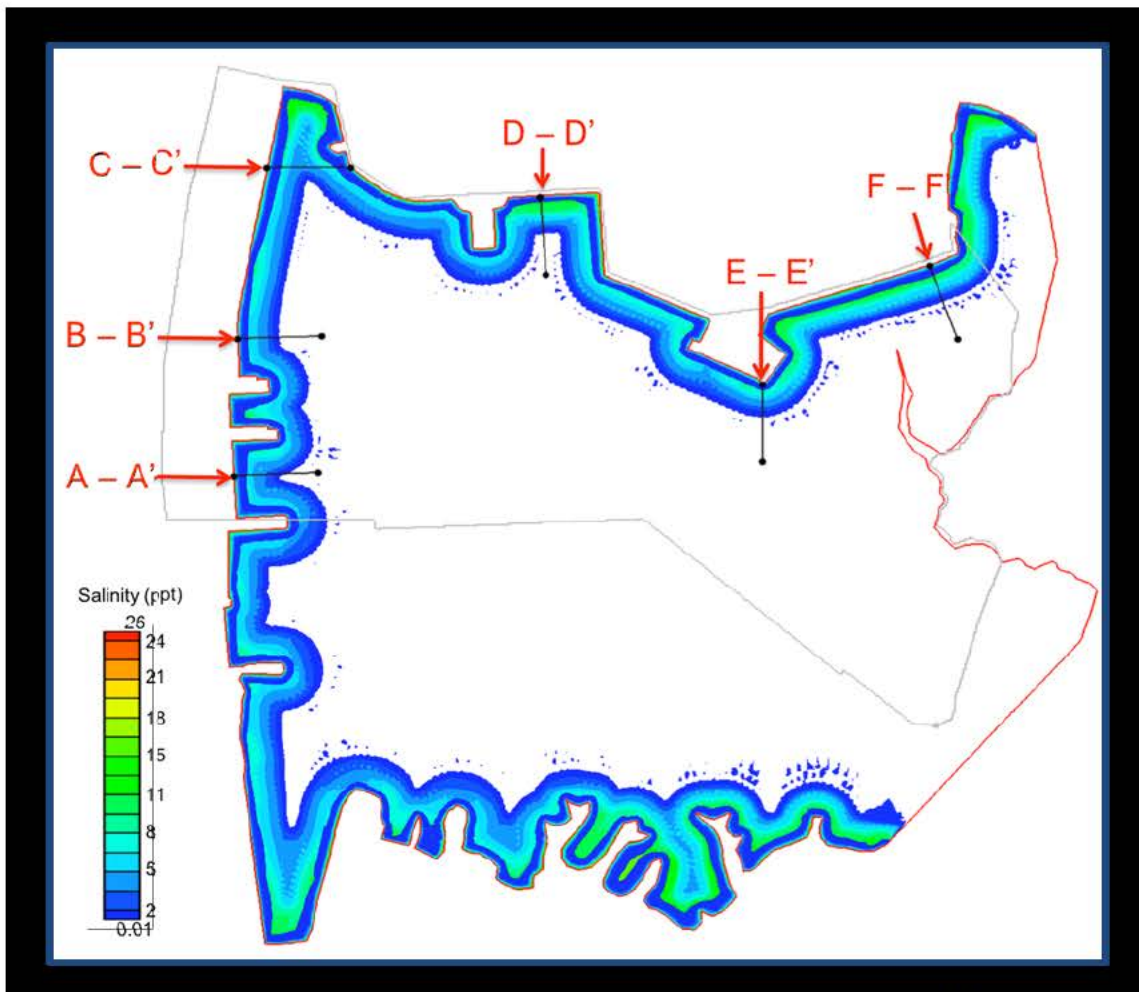 D – D’
C – C’
F – F’
E – E’
B – B’
A – A’
Salinity (ppt)
26
24
21
18
15
11
8
5
2
0.01